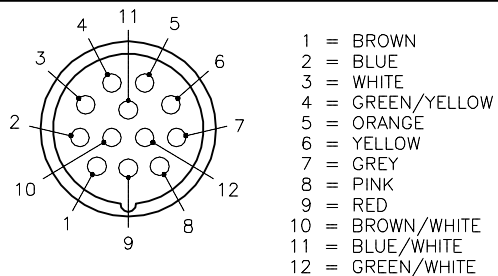 11
4 5
3 6
2 7
10 12
1 8
9
1 = BROWN
2 = BLUE
3 = WHITE
4 = GREEN/YELLOW
5 = ORANGE
6 = YELLOW
7 = GREY
8 = PINK
9 = RED
10 = BROWN/WHITE
11 = BLUE/WHITE
12 = GREEN/WHITE